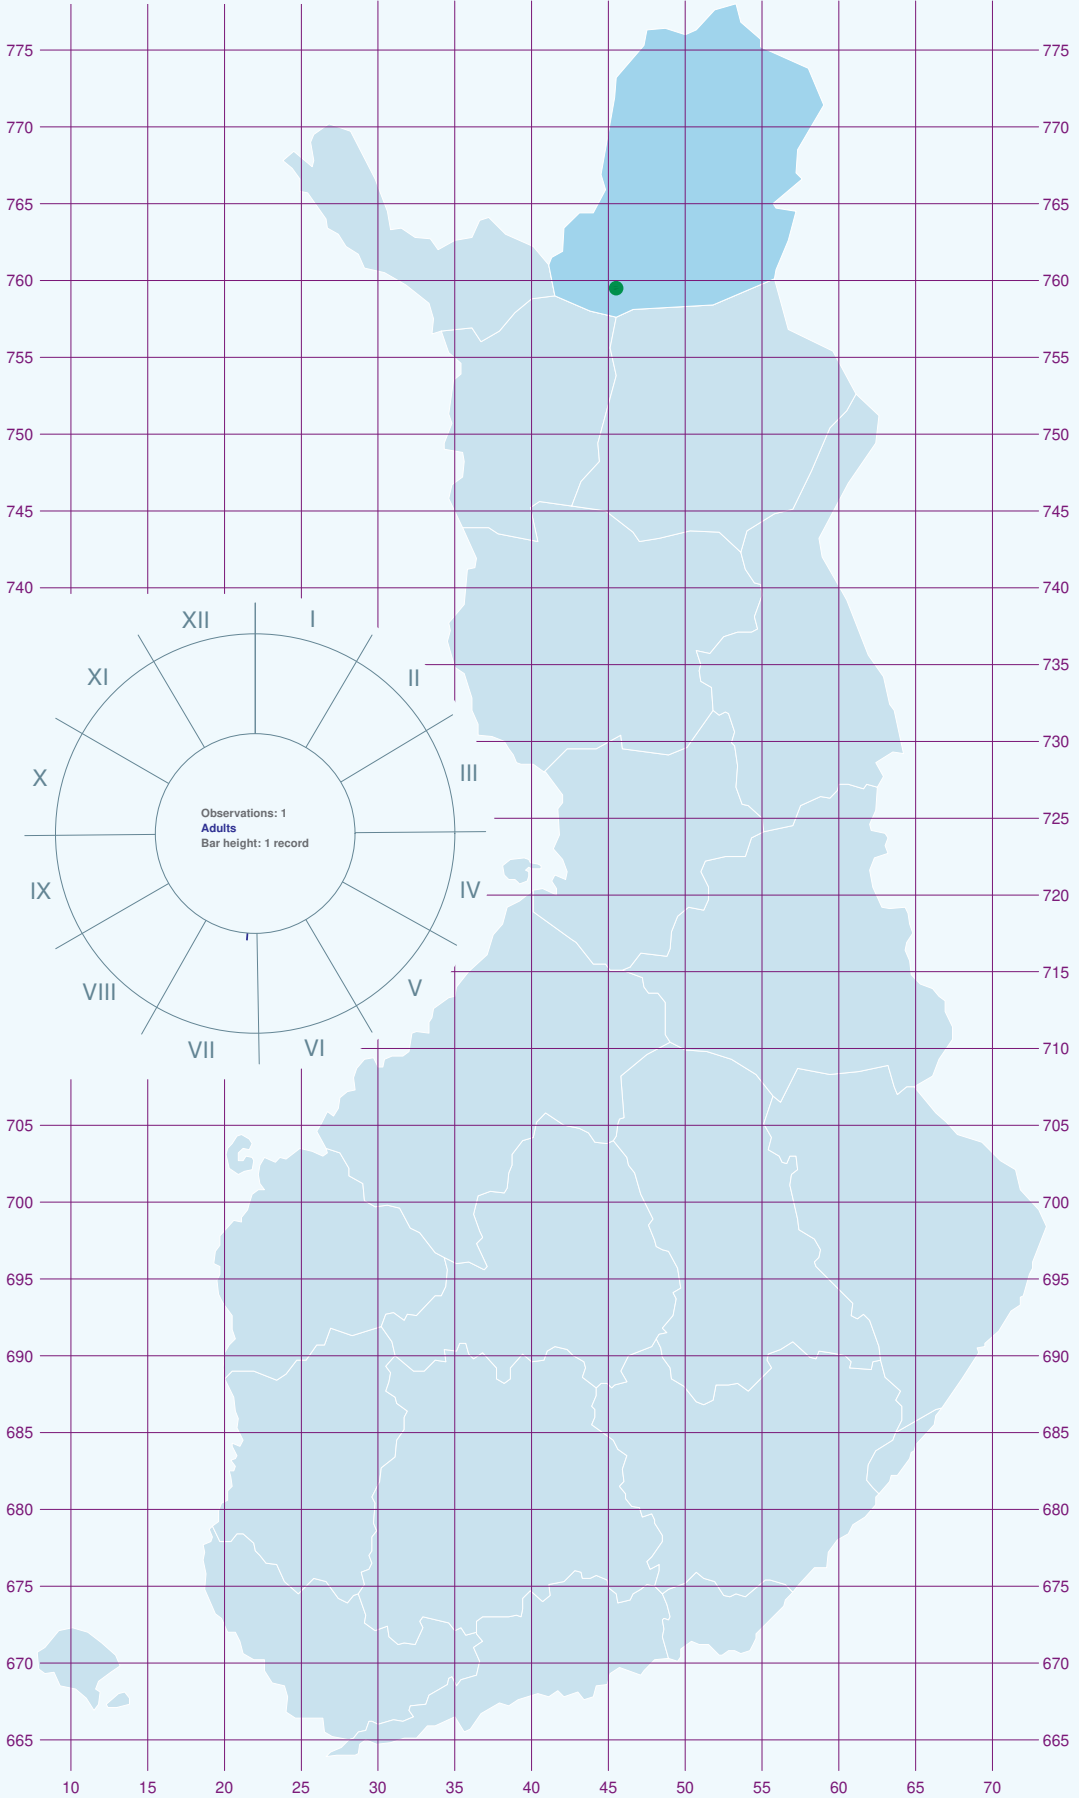 775 775
770 770
765 765
760 760
755 755
750 750
745 745
740 740
XII I
XI II
735
730
X III
Observations: 1
Adults
Bar height: 1 record
725
IX IV
720
VIII V
715
VII VI
710
705 705
700 700
695 695
690 690
685 685
680 680
675 675
670 670
665 665
10 15 20 25 30 35 40 45 50 55 60 65 70